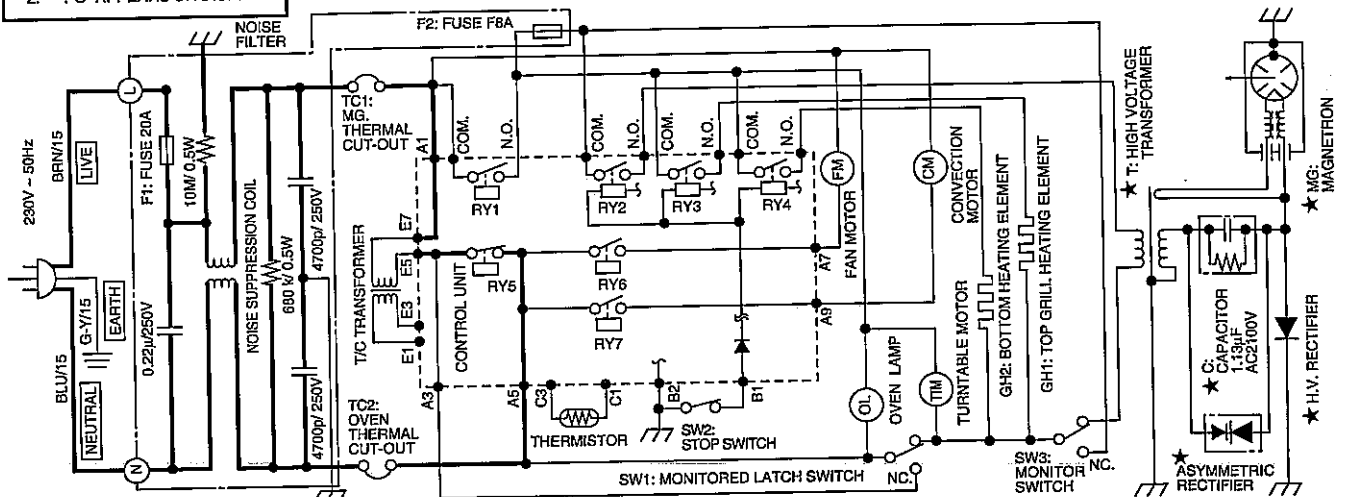 NOISE
FILTER
F2: FUSE F8A
230V ~ 50Hz
BRN/15
LIVE
G-Y/15
EARTH
BLU/15
NEUTRAL
L
N
F1: FUSE 20A
10M/ 0.5W
0.22μ/250V
NOISE SUPPRESSION COIL
680 k/ 0.5W
4700p/ 250V
4700p/ 250V
TC1:
MG.
THERMAL
CUT-OUT
TC2:
OVEN
THERMAL
CUT-OUT
T/C TRANSFORMER
CONTROL UNIT
A1
E7
E5
E3
E1
A3
A5
C3
C1
B2
B1
A7
A9
COM.
N.O.
COM.
N.O.
COM.
N.O.
COM.
N.O.
RY1
RY2
RY3
RY4
RY5
RY6
RY7
THERMISTOR
SW2:
STOP SWITCH
FM
FAN MOTOR
CM
CONVECTION
MOTOR
OL
OVEN LAMP
TTM
TURNTABLE MOTOR
GH2: BOTTOM HEATING ELEMENT
GH1: TOP GRILL HEATING ELEMENT
SW1: MONITORED LATCH SWITCH
NC.
SW3:
MONITOR
SWITCH
NC.
★ T: HIGH VOLTAGE
TRANSFORMER
★ MG:
MAGNETRON
★ C:
CAPACITOR
1.13μF
AC2100V
★ H.V. RECTIFIER
★
ASYMMETRIC
RECTIFIER